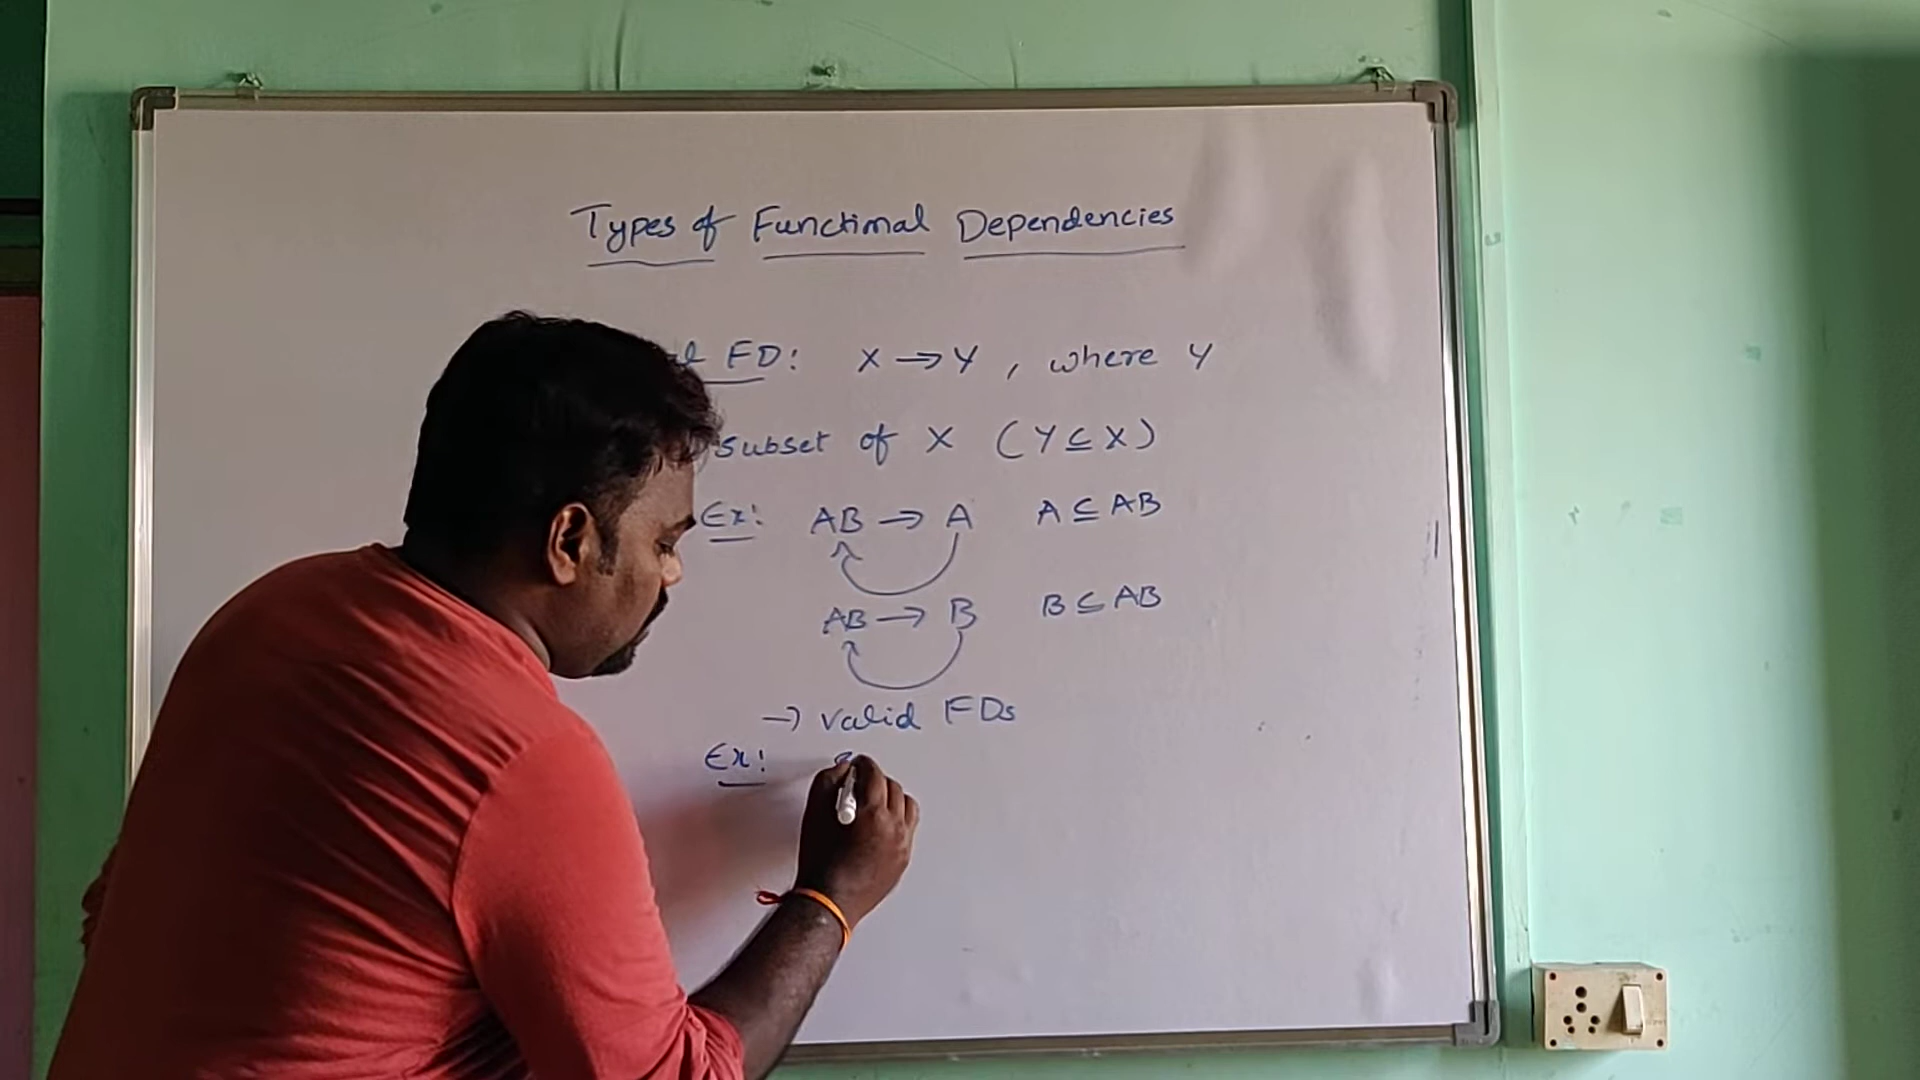 Types of Functional Dependencies
FD: X → Y, where Y
subset of X (Y ⊆ X)
Ex: AB → A A ⊆ AB
AB → B B ⊆ AB
→ valid FDs
Ex: